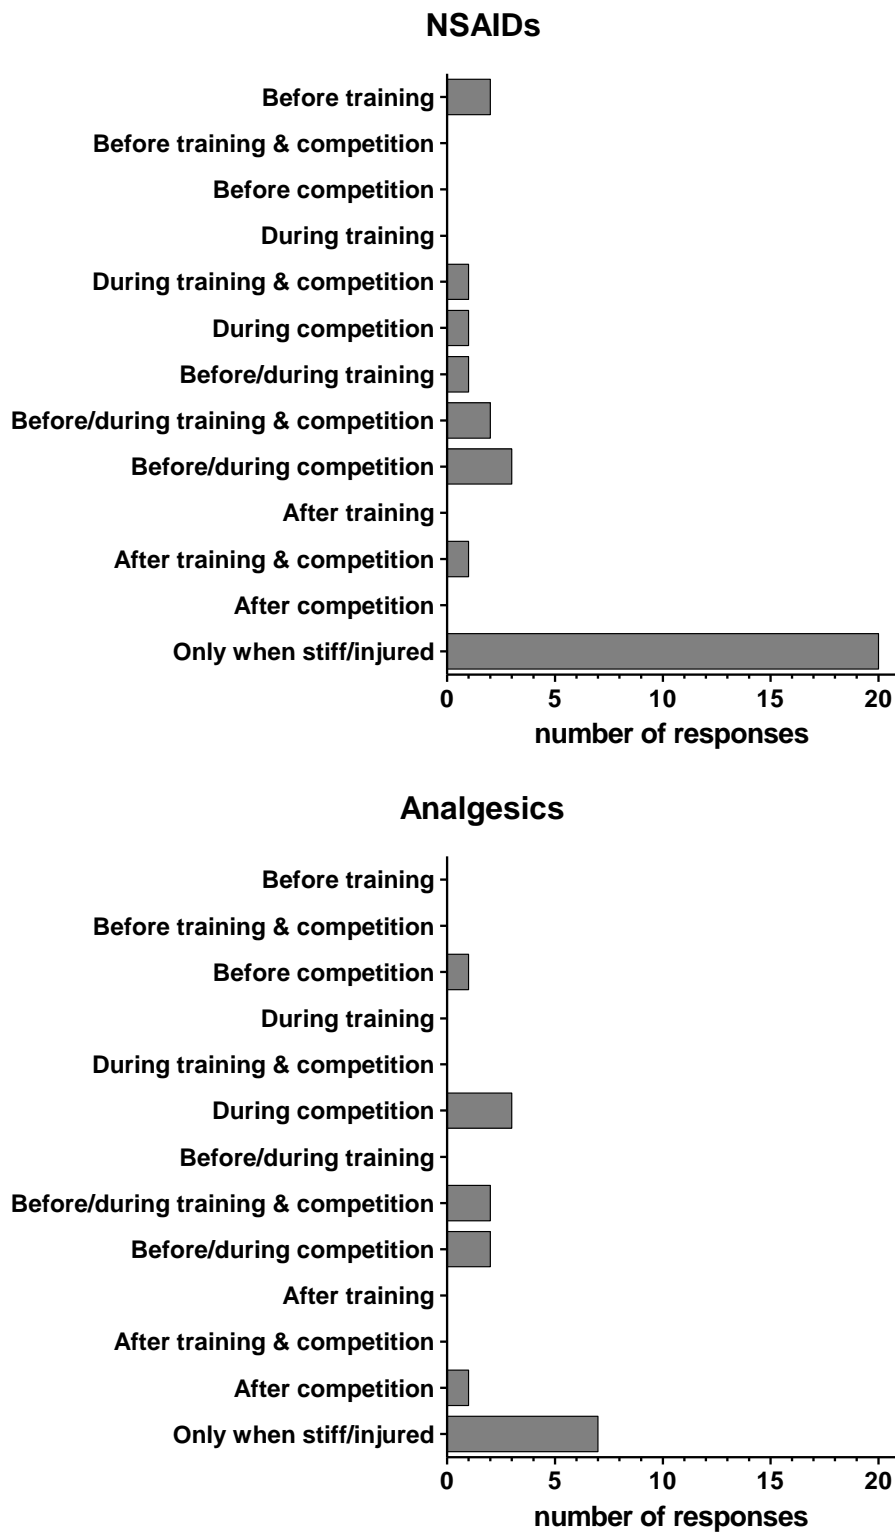 NSAIDs
Before training
Before training & competition
Before competition
During training
During training & competition
During competition
Before/during training
Before/during training & competition
Before/during competition
After training
After training & competition
After competition
Only when stiff/injured
0 5 10 15 20
number of responses
Analgesics
Before training
Before training & competition
Before competition
During training
During training & competition
During competition
Before/during training
Before/during training & competition
Before/during competition
After training
After training & competition
After competition
Only when stiff/injured
0 5 10 15 20
number of responses